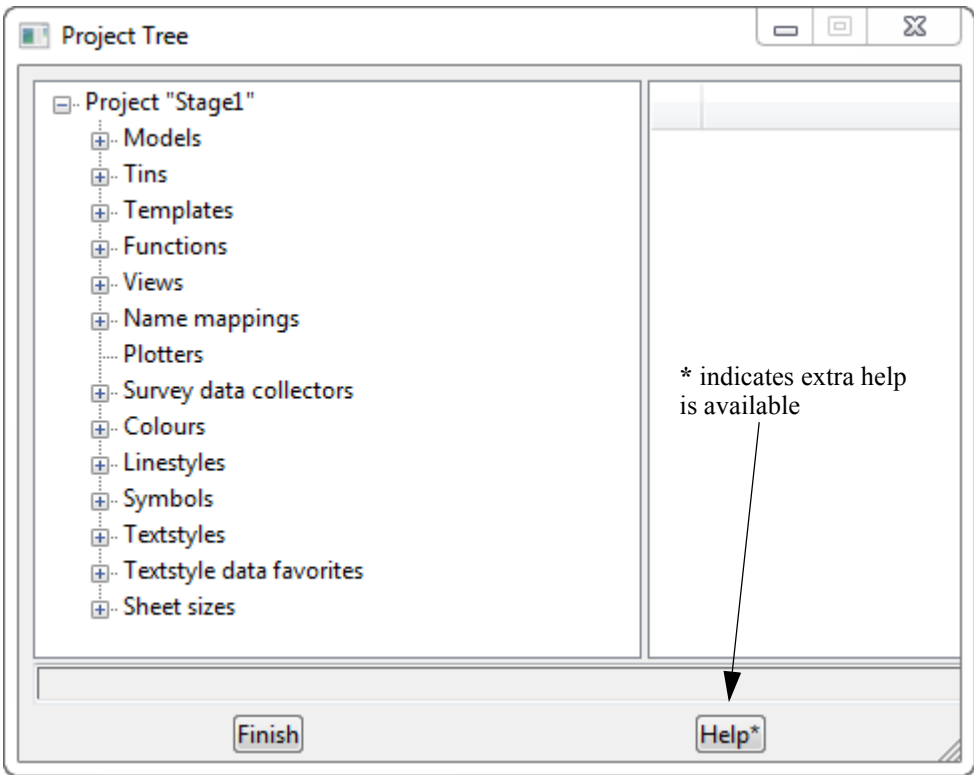 Project Tree
Project "Stage1"
Models
Tins
Templates
Functions
Views
Name mappings
Plotters
Survey data collectors
Colours
Linestyles
Symbols
Textstyles
Textstyle data favorites
Sheet sizes
* indicates extra help
is available
Finish
Help*